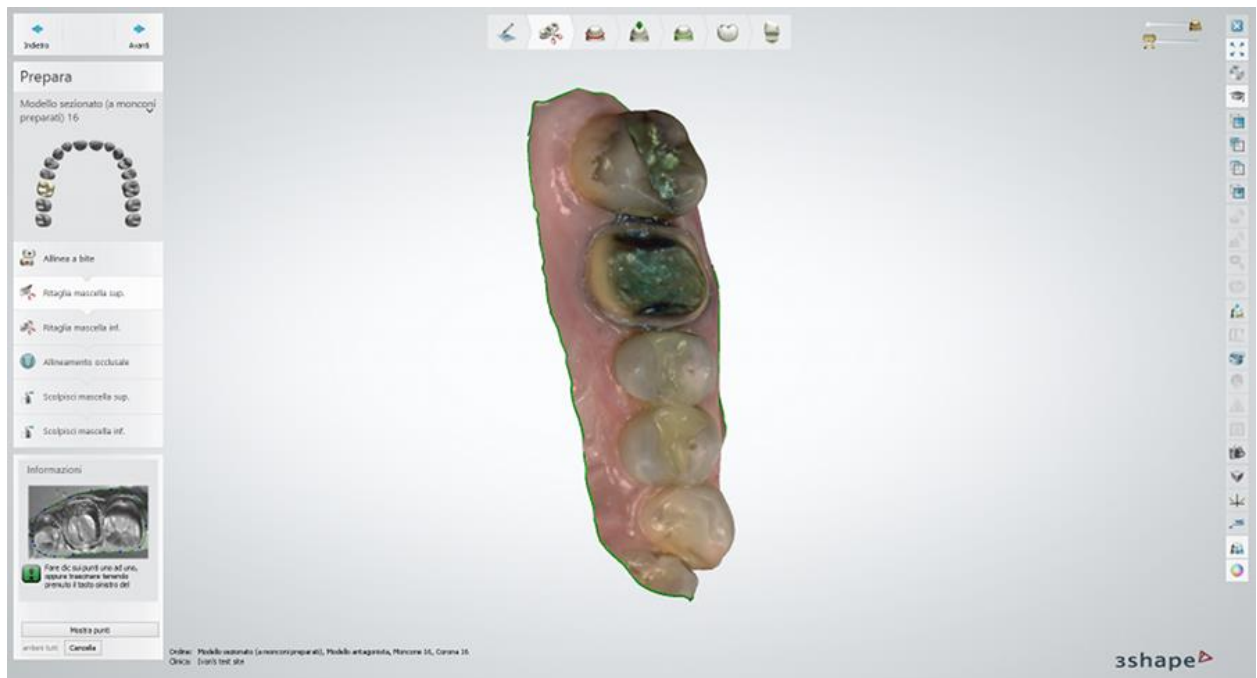 Indietro
Avanti
Prepara
Modello sezionato (a monconi
preparati) 16
Allinea a bite
Ritaglia mascella sup.
Ritaglia mascella inf.
Allineamento occlusale
Scolpisci mascella sup.
Scolpisci mascella inf.
Informazioni
Fare clic sui punti uno ad uno,
oppure trascinare tenendo
premuto il tasto sinistro del
Mostra punti
tutti
Cancella
Ordine: Modello sezionato (a monconi preparati), Modello antagonista, Moncone 16, Corona 16
Clinica: Ivan's test site
3shape